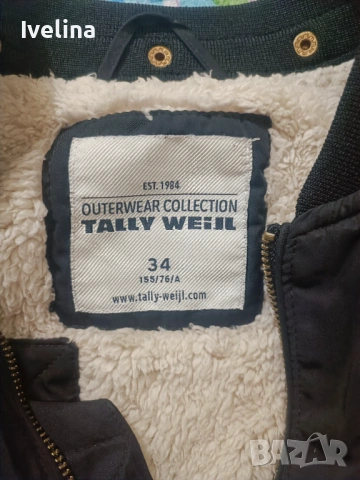 Ivelina
EST. 1984
OUTERWEAR COLLECTION
TALLY WEiJL
34
155/76/A
www.tally-weijl.com
BAZAR